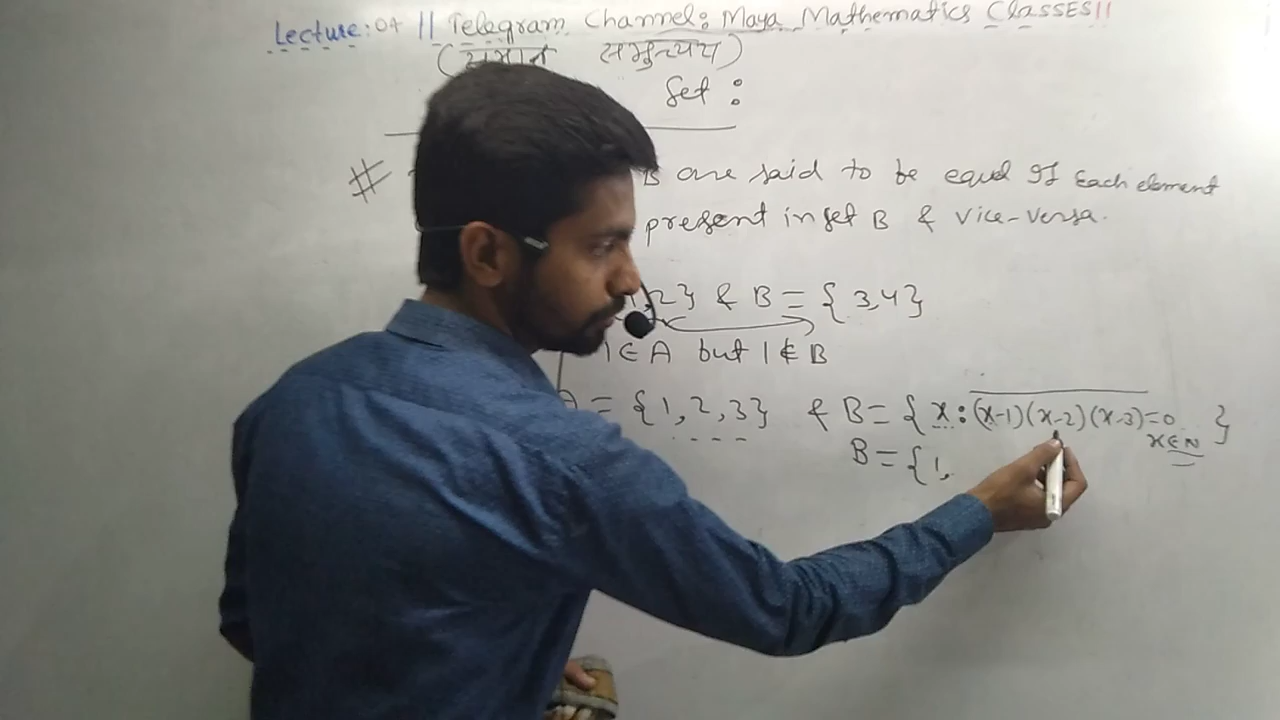 Lecture: 04 || Telegram Channel: Maya Mathematics Classes!!
(समान समुच्चय)
Set :
# B are said to be equal If Each element
present in set B & vice-versa.
1,2} & B = { 3,4}
1 ∈ A but 1 ∉ B
A = {1, 2, 3} & B = { x : (x-1)(x-2)(x-3)=0 }
x∈N
B = {1,